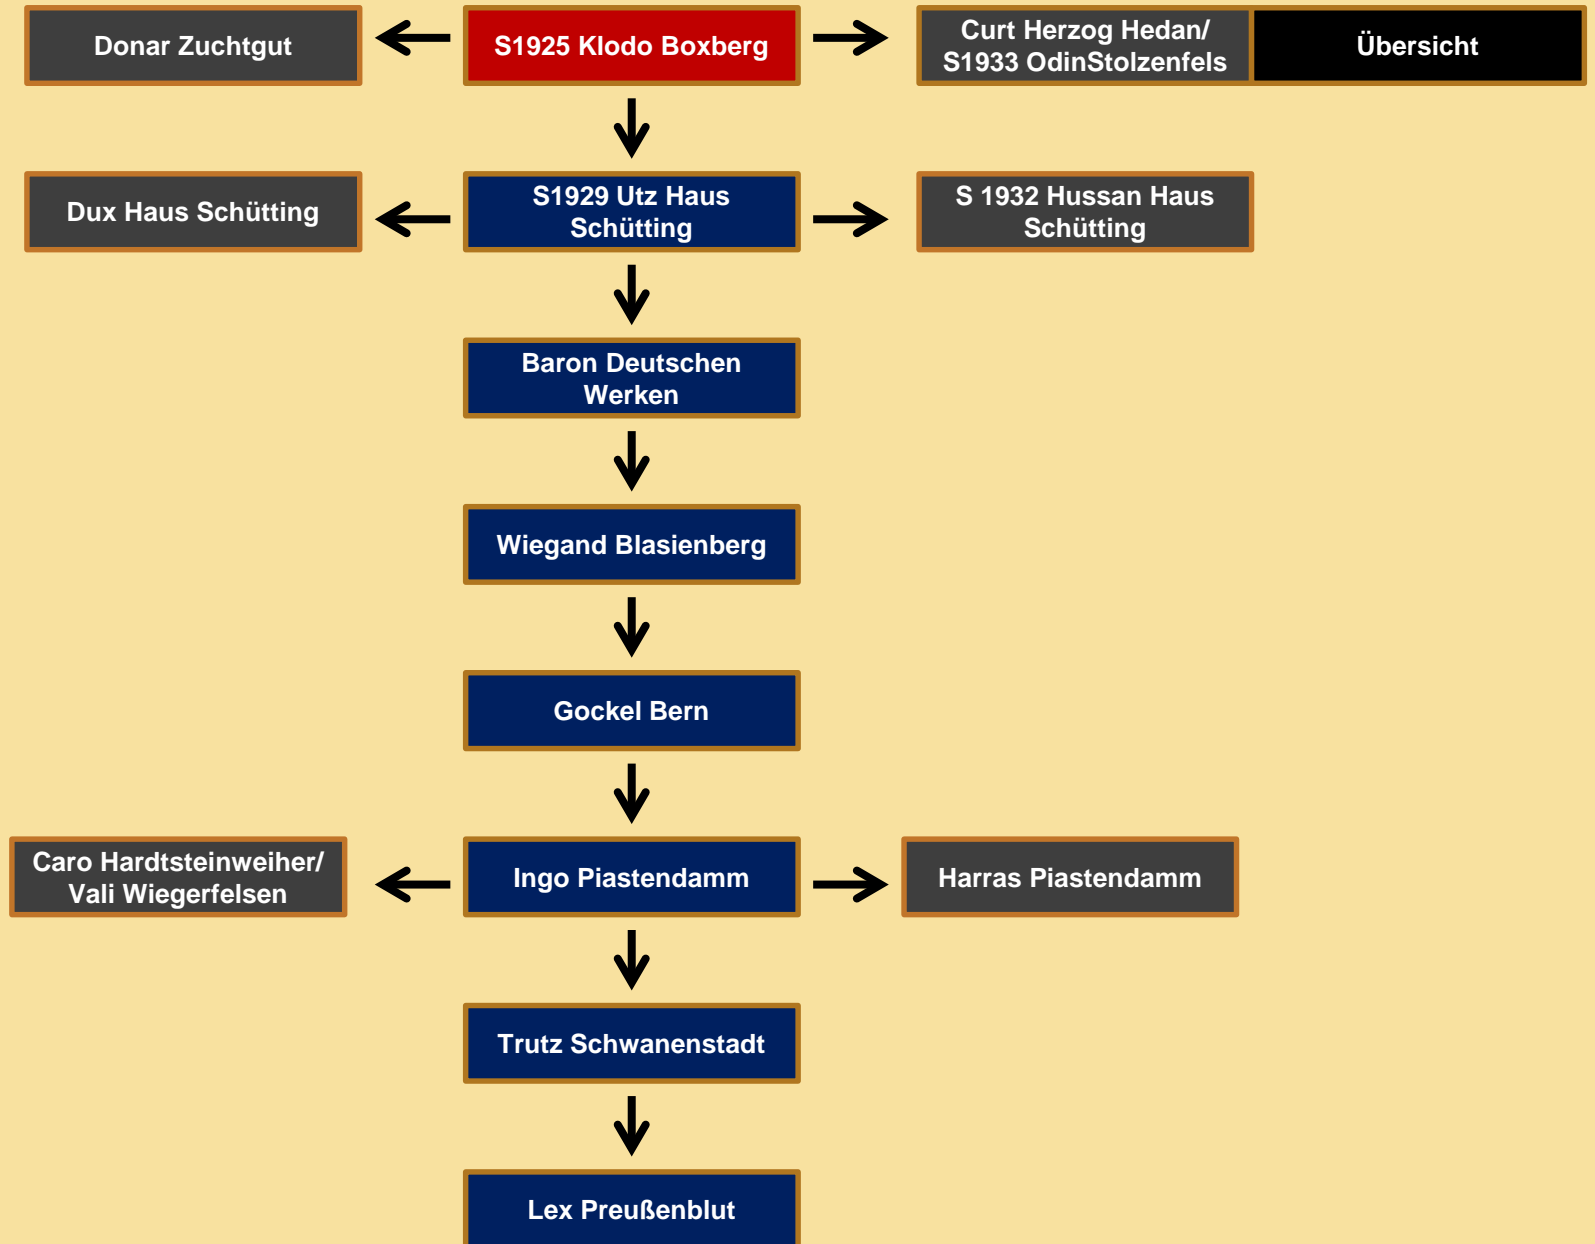 Donar Zuchtgut
S1925 Klodo Boxberg
Curt Herzog Hedan/
S1933 OdinStolzenfels
Übersicht
Dux Haus Schütting
S1929 Utz Haus
Schütting
S 1932 Hussan Haus
Schütting
Baron Deutschen
Werken
Wiegand Blasienberg
Gockel Bern
Caro Hardtsteinweiher/
Vali Wiegerfelsen
Ingo Piastendamm
Harras Piastendamm
Trutz Schwanenstadt
Lex Preußenblut